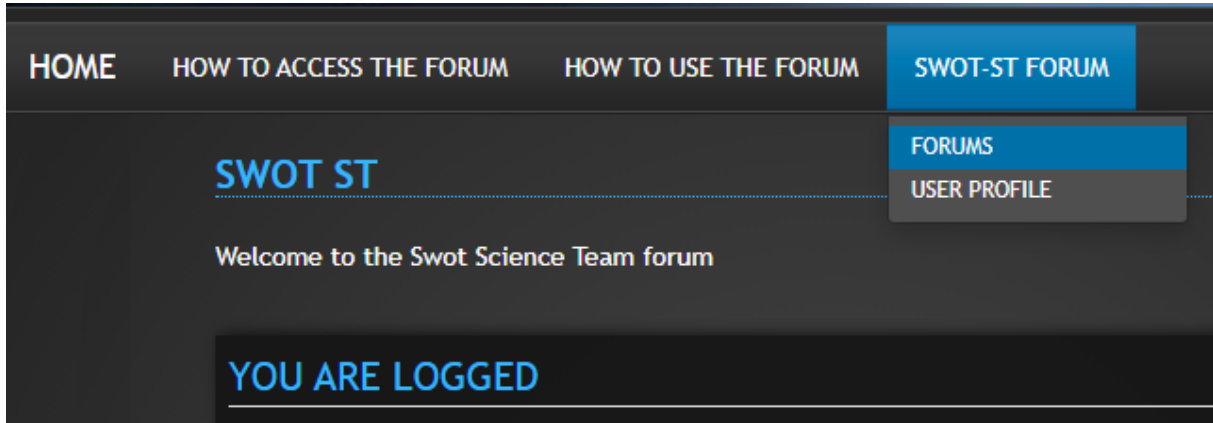 HOME HOW TO ACCESS THE FORUM HOW TO USE THE FORUM SWOT-ST FORUM
FORUMS
USER PROFILE
SWOT ST
Welcome to the Swot Science Team forum
YOU ARE LOGGED